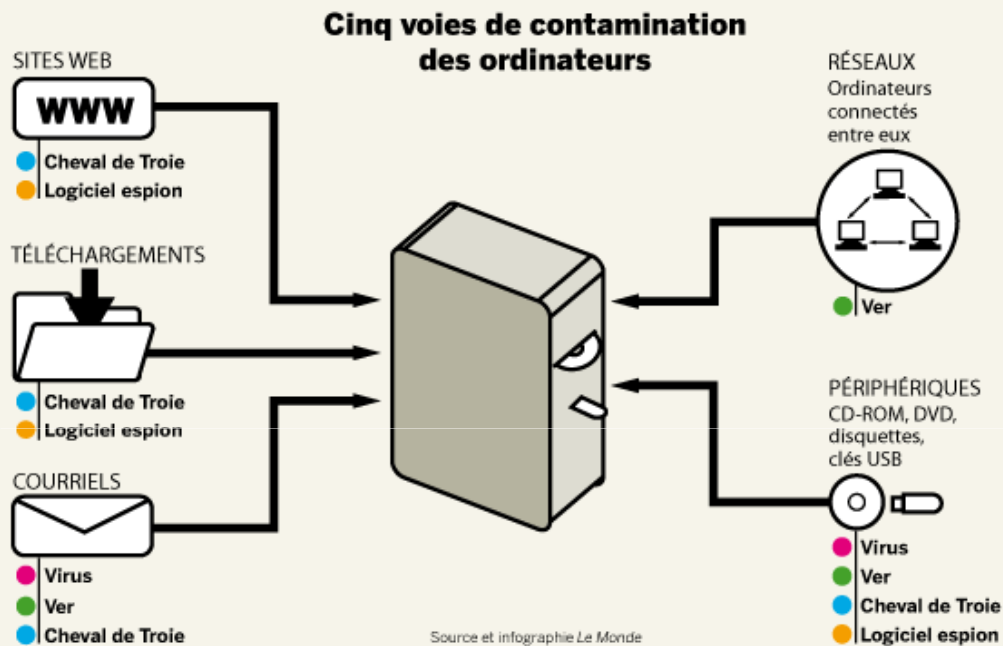 Cinq voies de contamination
des ordinateurs
SITES WEB
WWW
Cheval de Troie
Logiciel espion
TÉLÉCHARGEMENTS
Cheval de Troie
Logiciel espion
COURRIELS
Virus
Ver
Cheval de Troie
RÉSEAUX
Ordinateurs
connectés
entre eux
Ver
PÉRIPHÉRIQUES
CD-ROM, DVD,
disquettes,
clés USB
Virus
Ver
Cheval de Troie
Logiciel espion
Source et infographie Le Monde